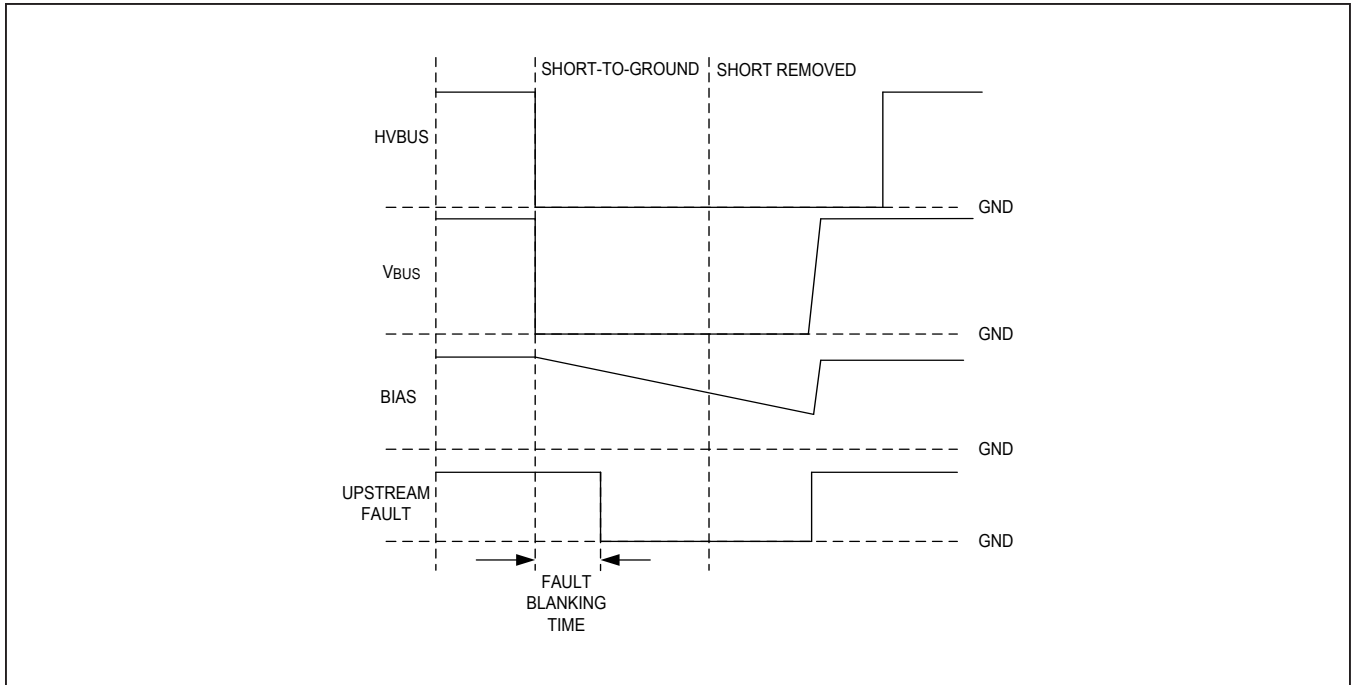 SHORT-TO-GROUND SHORT REMOVED
HVBUS
GND
VBUS
GND
BIAS
GND
UPSTREAM
FAULT
GND
FAULT
BLANKING
TIME